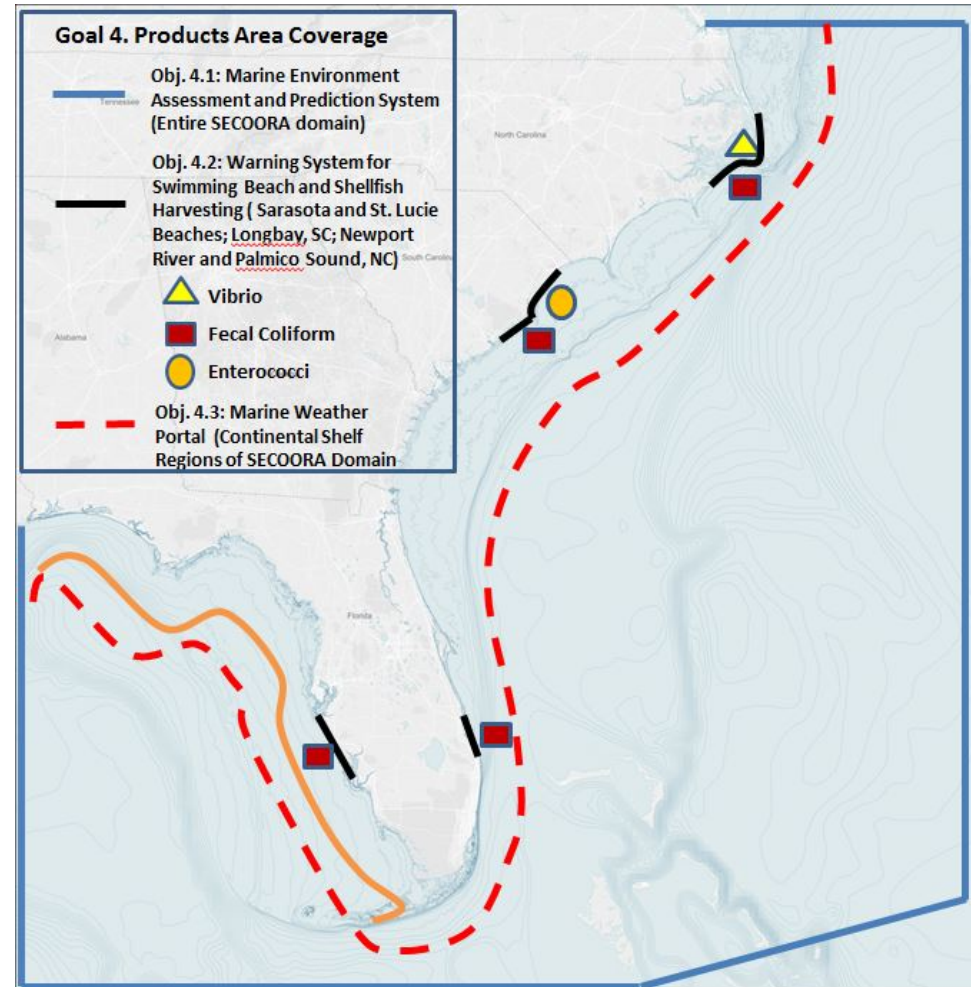 Goal 4. Products Area Coverage
Obj. 4.1: Marine Environment
Assessment and Prediction System
(Entire SECOORA domain)
Obj. 4.2: Warning System for
Swimming Beach and Shellfish
Harvesting ( Sarasota and St. Lucie
Beaches; Longbay, SC; Newport
River and Palmico Sound, NC)
Vibrio
Fecal Coliform
Enterococci
Obj. 4.3: Marine Weather
Portal (Continental Shelf
Regions of SECOORA Domain
Tennessee
North Carolina
South Carolina
Alabama
Florida